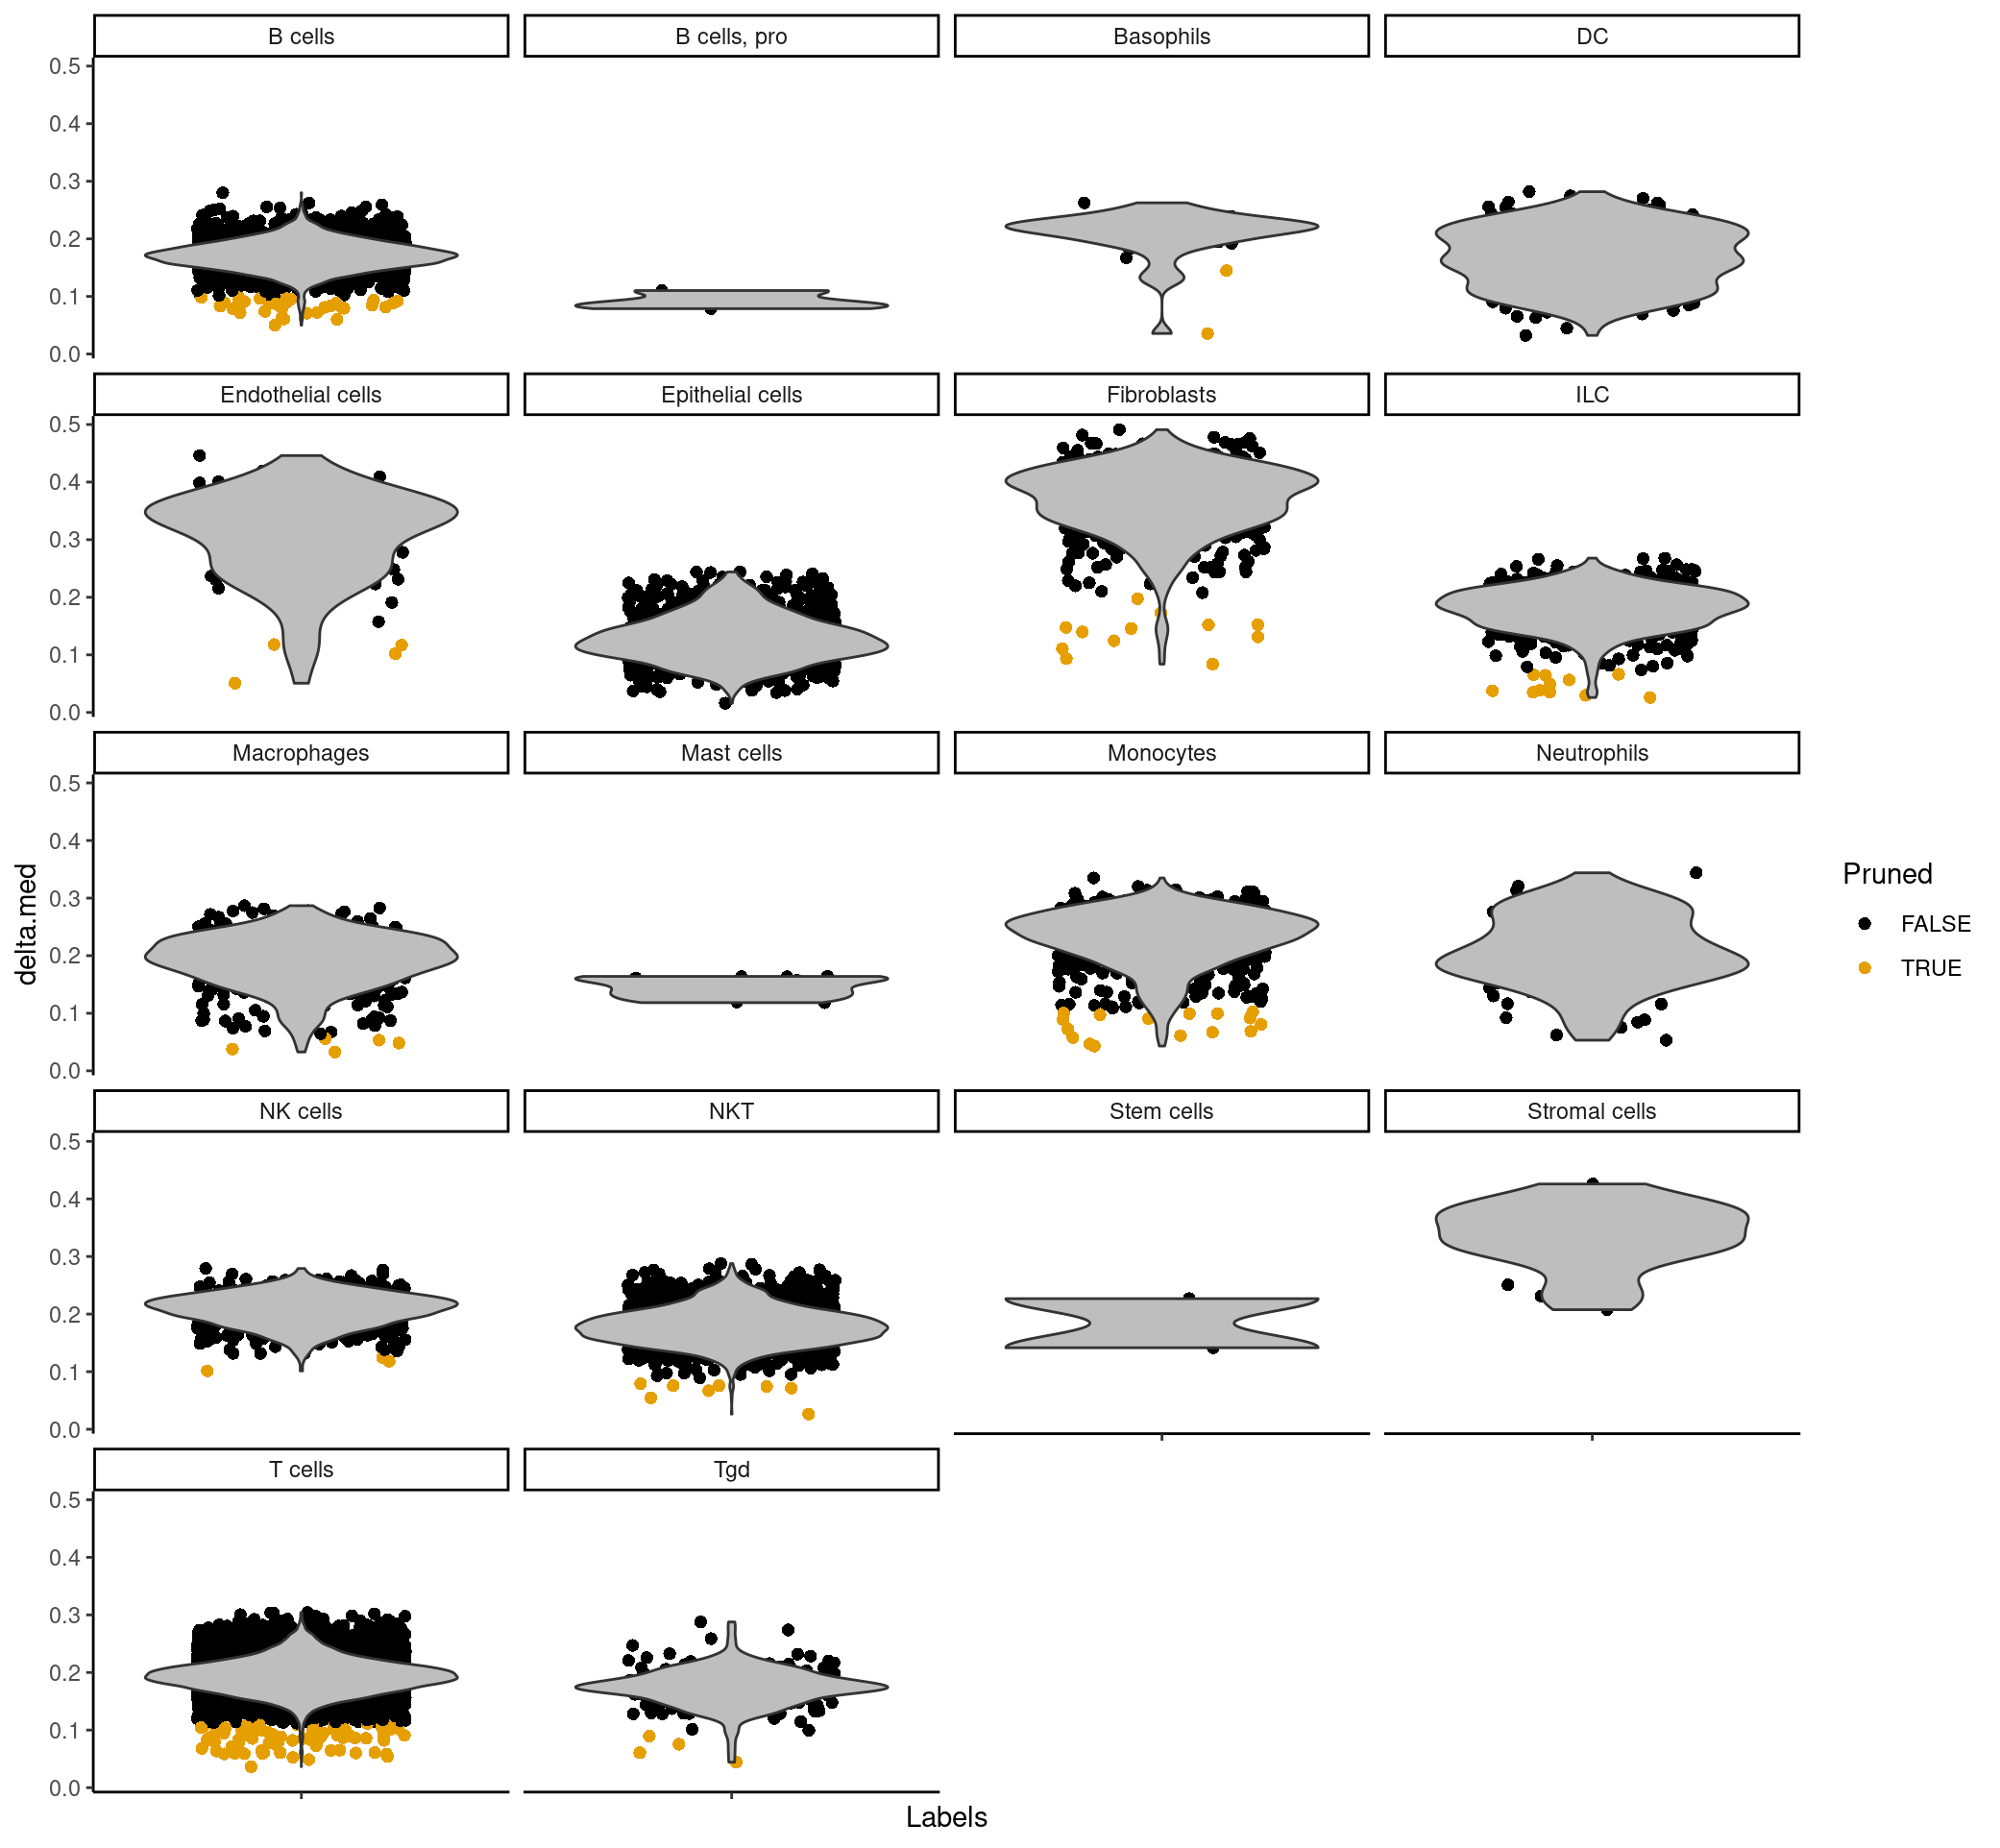 B cells
B cells, pro
Basophils
DC
0.5
0.4
0.3
0.2
0.1
0.0
Endothelial cells
Epithelial cells
Fibroblasts
ILC
0.5
0.4
0.3
0.2
0.1
0.0
Macrophages
Mast cells
Monocytes
Neutrophils
0.5
0.4
0.3
0.2
0.1
0.0
NK cells
NKT
Stem cells
Stromal cells
0.5
0.4
0.3
0.2
0.1
0.0
T cells
Tgd
0.5
0.4
0.3
0.2
0.1
0.0
delta.med
Labels
Pruned
FALSE
TRUE